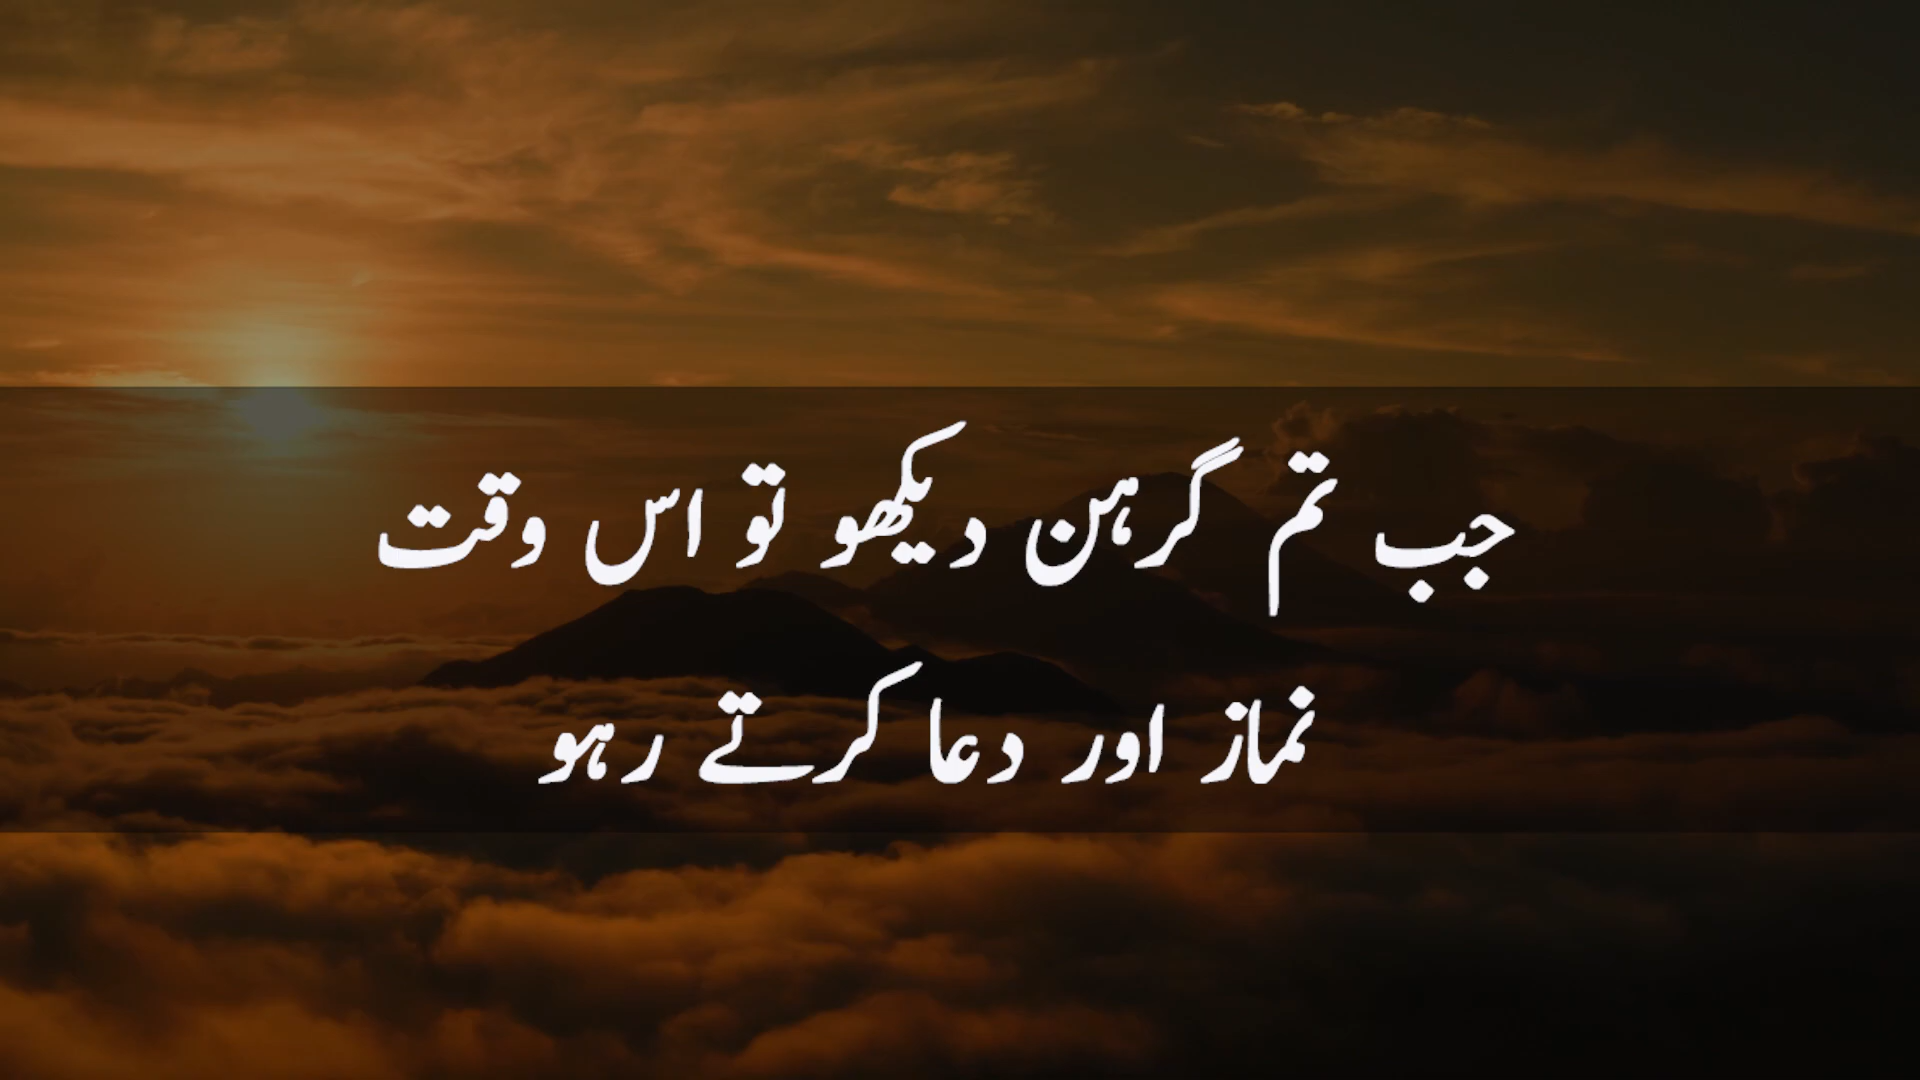 جب تم گرہن دیکھو تو اس وقت
نماز اور دعا کرتے رہو